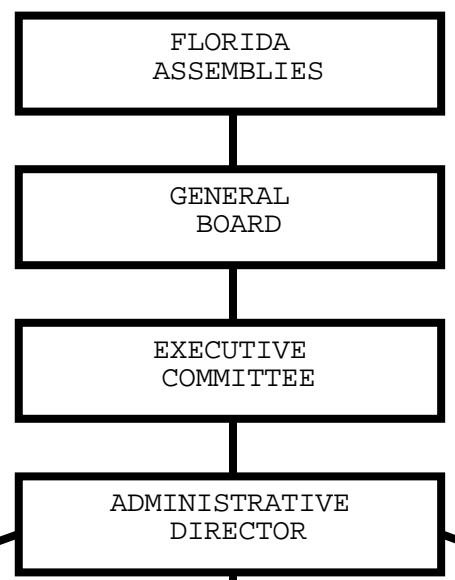 FLORIDA
ASSEMBLIES
GENERAL
BOARD
EXECUTIVE
COMMITTEE
ADMINISTRATIVE
DIRECTOR